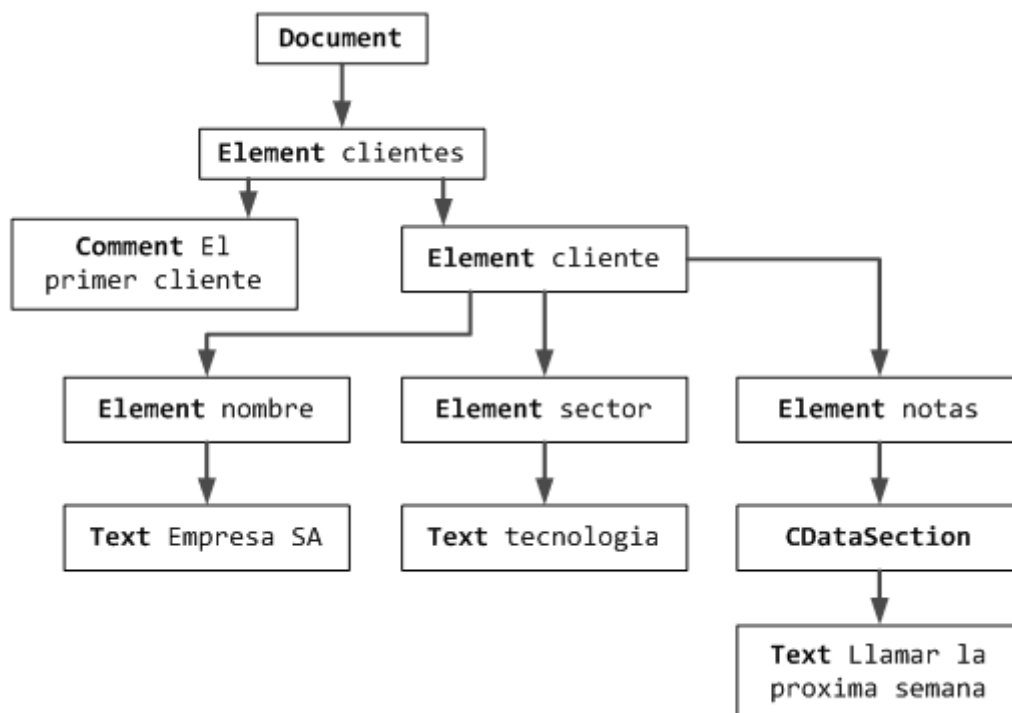 Document
Element clientes
Comment El
primer cliente
Element cliente
Element nombre
Element sector
Element notas
Text Empresa SA
Text tecnologia
CDataSection
Text Llamar la
proxima semana